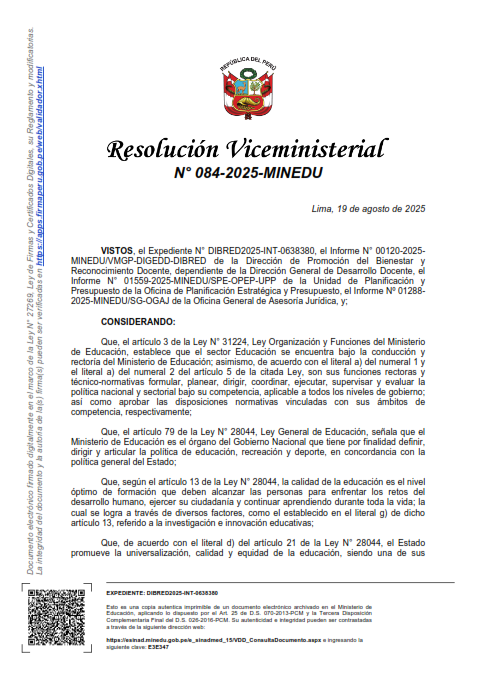 Documento electrónico firmado digitalmente en el marco de la Ley N° 27269, Ley de Firmas y Certificados Digitales, su Reglamento y modificatorias.
La integridad del documento y la autoría de la(s) firma(s) pueden ser verificadas en https://apps.firmaperu.gob.pe/web/validador.xhtml
REPÚBLICA DEL PERÚ
Resolución Viceministerial
N° 084-2025-MINEDU
Lima, 19 de agosto de 2025
VISTOS, el Expediente N° DIBRED2025-INT-0638380, el Informe N° 00120-2025-
MINEDU/VMGP-DIGEDD-DIBRED de la Dirección de Promoción del Bienestar y
Reconocimiento Docente, dependiente de la Dirección General de Desarrollo Docente, el
Informe N° 01559-2025-MINEDU/SPE-OPEP-UPP de la Unidad de Planificación y
Presupuesto de la Oficina de Planificación Estratégica y Presupuesto, el Informe Nº 01288-
2025-MINEDU/SG-OGAJ de la Oficina General de Asesoría Jurídica, y;
CONSIDERANDO:
Que, el artículo 3 de la Ley N° 31224, Ley Organización y Funciones del Ministerio
de Educación, establece que el sector Educación se encuentra bajo la conducción y
rectoría del Ministerio de Educación; asimismo, de acuerdo con el literal a) del numeral 1 y
el literal a) del numeral 2 del artículo 5 de la citada Ley, son sus funciones rectoras y
técnico-normativas formular, planear, dirigir, coordinar, ejecutar, supervisar y evaluar la
política nacional y sectorial bajo su competencia, aplicable a todos los niveles de gobierno;
así como aprobar las disposiciones normativas vinculadas con sus ámbitos de
competencia, respectivamente;
Que, el artículo 79 de la Ley N° 28044, Ley General de Educación, señala que el
Ministerio de Educación es el órgano del Gobierno Nacional que tiene por finalidad definir,
dirigir y articular la política de educación, recreación y deporte, en concordancia con la
política general del Estado;
Que, según el artículo 13 de la Ley N° 28044, la calidad de la educación es el nivel
óptimo de formación que deben alcanzar las personas para enfrentar los retos del
desarrollo humano, ejercer su ciudadanía y continuar aprendiendo durante toda la vida; la
cual se logra a través de diversos factores, como el establecido en el literal g) de dicho
artículo 13, referido a la investigación e innovación educativas;
Que, de acuerdo con el literal d) del artículo 21 de la Ley N° 28044, el Estado
promueve la universalización, calidad y equidad de la educación, siendo una de sus
EXPEDIENTE: DIBRED2025-INT-0638380
Esto es una copia autentica imprimible de un documento electrónico archivado en el Ministerio de
Educación, aplicando lo dispuesto por el Art. 25 de D.S. 070-2013-PCM y la Tercera Disposición
Complementaria Final del D.S. 026-2016-PCM. Su autenticidad e integridad pueden ser contrastadas
a través de la siguiente dirección web:
https://esinad.minedu.gob.pe/e_sinadmed_15/VDD_ConsultaDocumento.aspx e ingresando la
siguiente clave: E3E347